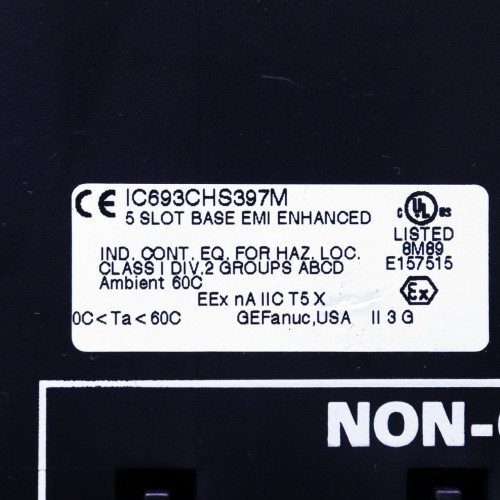 CE IC693CHS397M
5 SLOT BASE EMI ENHANCED
c UL us
LISTED
8M89
E157515
IND. CONT. EQ. FOR HAZ. LOC.
CLASS I DIV.2 GROUPS ABCD
Ambient 60C
EEx nA IIC T5 X
Ex
0C < Ta < 60C GEFanuc,USA II 3 G
NON-